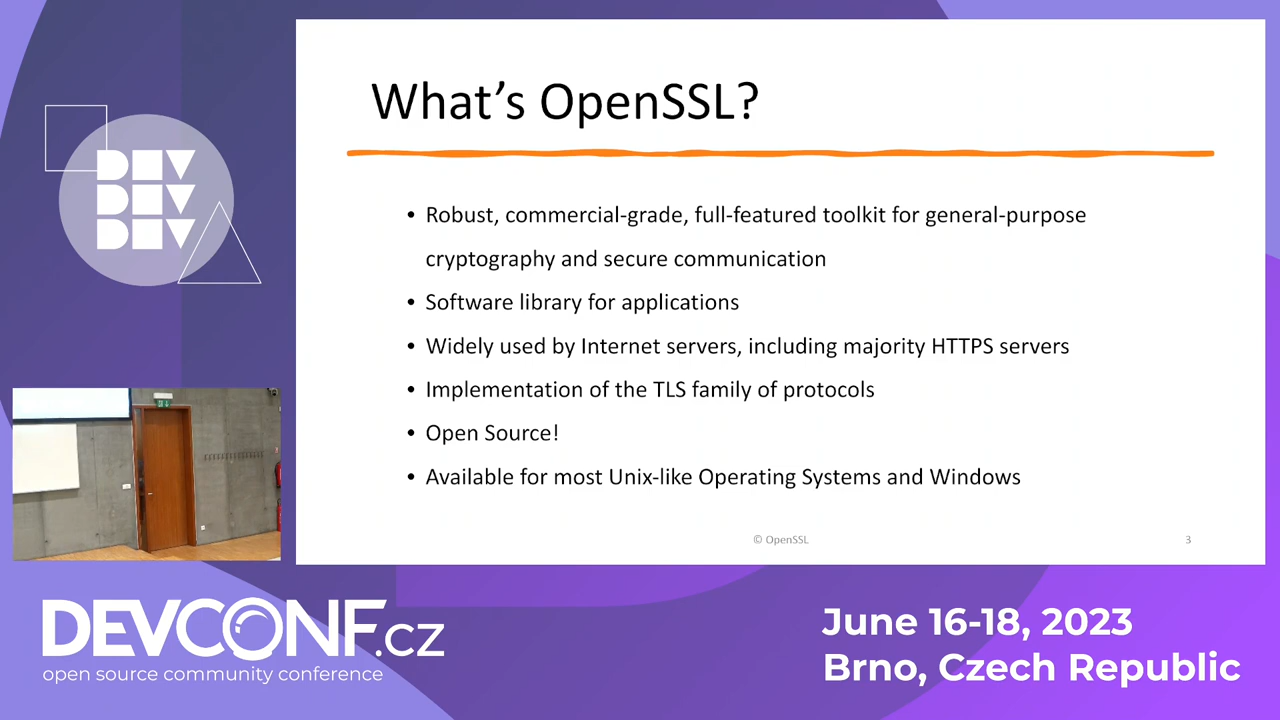 What's OpenSSL?
DEV
DEV
DEV
• Robust, commercial-grade, full-featured toolkit for general-purpose
cryptography and secure communication
• Software library for applications
• Widely used by Internet servers, including majority HTTPS servers
• Implementation of the TLS family of protocols
• Open Source!
• Available for most Unix-like Operating Systems and Windows
© OpenSSL
3
DEVCONF.cz
open source community conference
June 16-18, 2023
Brno, Czech Republic